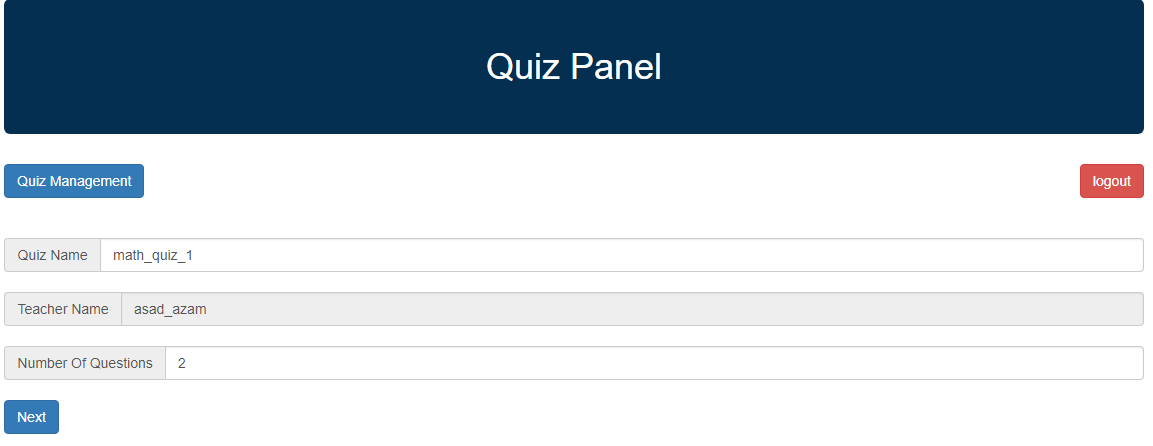 Quiz Panel
Quiz Management
logout
Quiz Name math_quiz_1
Teacher Name asad_azam
Number Of Questions 2
Next